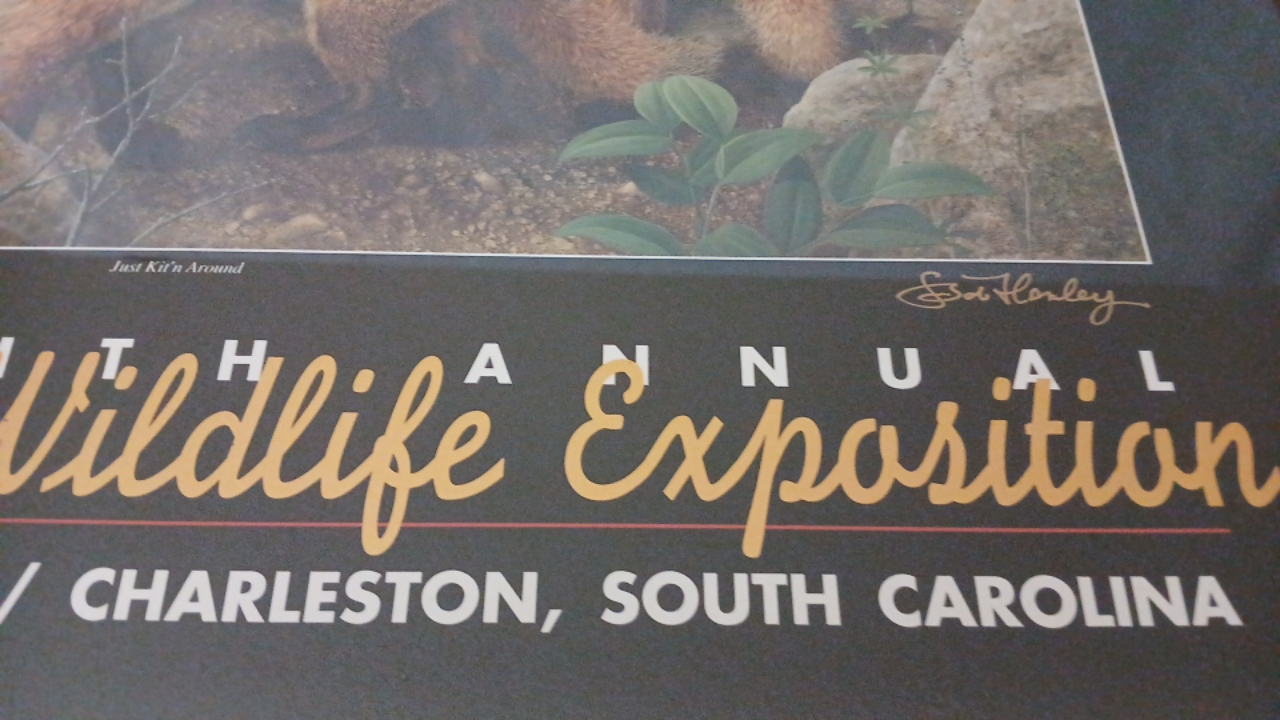 Just Kit'n Around
TH ANNUAL
Wildlife Exposition
/ CHARLESTON, SOUTH CAROLINA